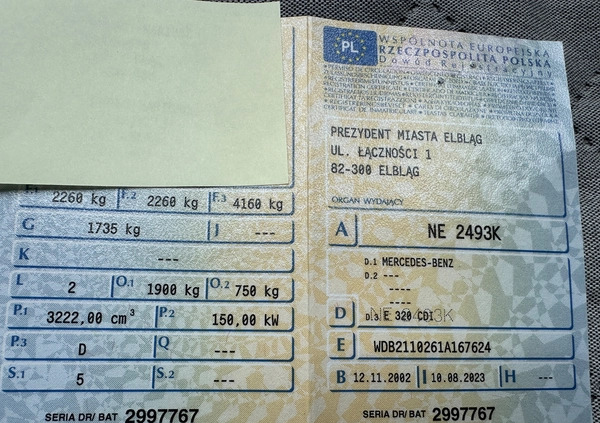 F.1 2260 kg F.2 2260 kg F.3 4160 kg
G 1735 kg J ---
K ---
L 2 O.1 1900 kg O.2 750 kg
P.1 3222,00 cm³ P.2 150,00 kW
P.3 D Q ---
S.1 5 S.2 ---
SERIA DR/ BAT 2997767
PL
WSPÓLNOTA EUROPEJSKA
RZECZPOSPOLITA POLSKA
Dowód Rejestracyjny
PREZYDENT MIASTA ELBLĄG
UL. ŁĄCZNOŚCI 1
82-300 ELBLĄG
ORGAN WYDAJĄCY
A NE 2493K
D.1 MERCEDES-BENZ
D.2 ---
----
----
D D.3 E 320 CDI
E WDB2110261A167624
B 12.11.2002 I 10.08.2023 H ---
SERIA DR/ BAT 2997767